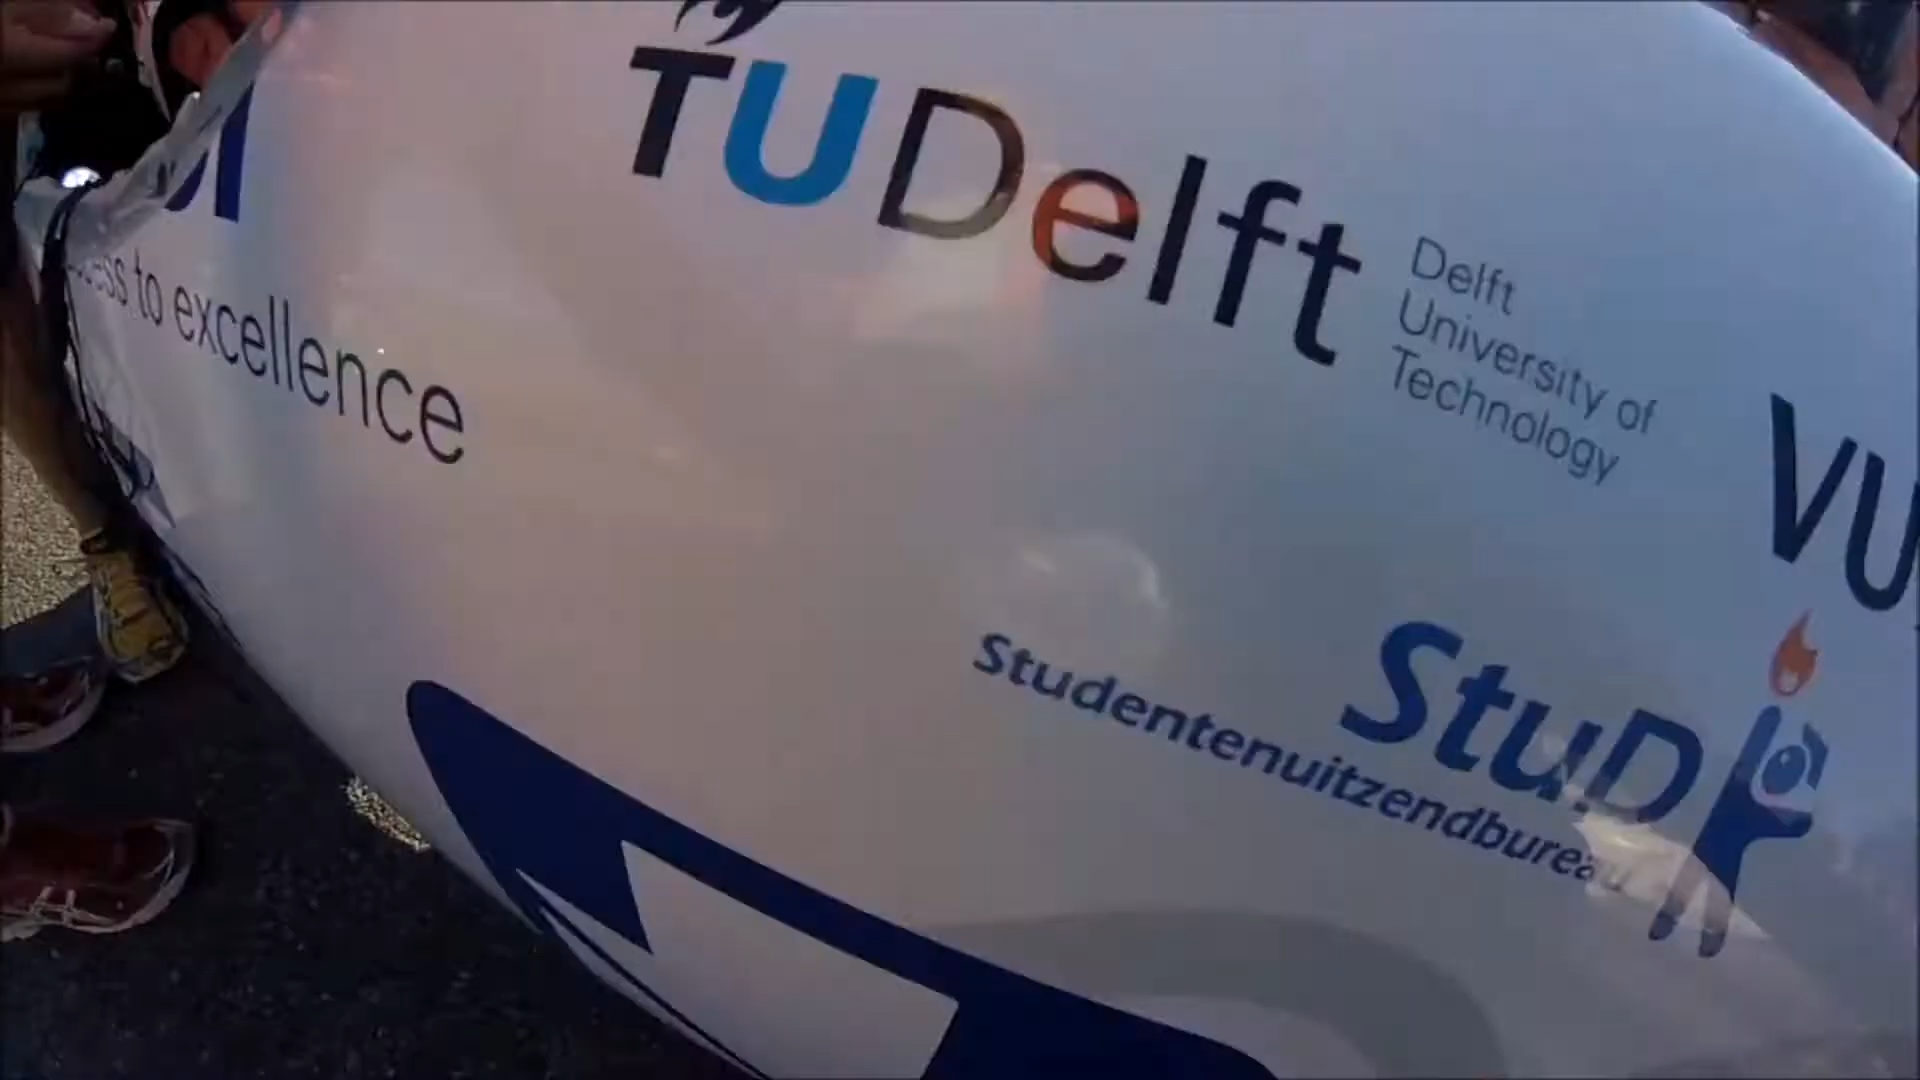 TUDelft
Delft
University of
Technology
to excellence
VU
StuD
Studentenuitzendbureau